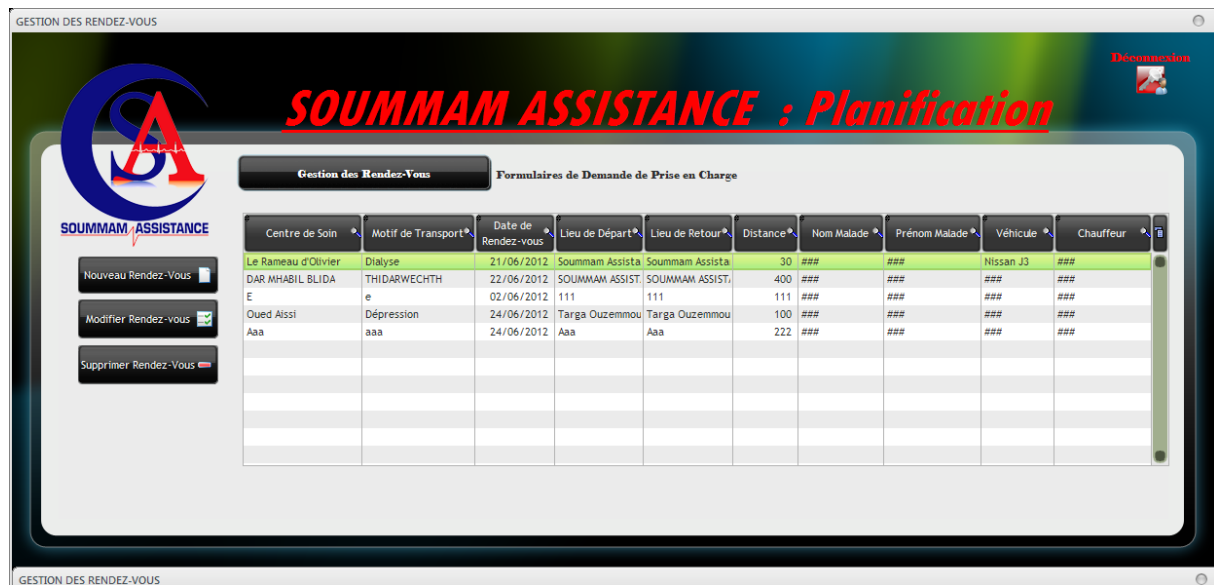 GESTION DES RENDEZ-VOUS
Déconnexion
SOUMMAM ASSISTANCE : Planification
SA
SOUMMAM ASSISTANCE
Gestion des Rendez-Vous Formulaires de Demande de Prise en Charge
Nouveau Rendez-Vous
Modifier Rendez-vous
Supprimer Rendez-Vous
Centre de Soin Motif de Transport Date de Rendez-vous Lieu de Départ Lieu de Retour Distance Nom Malade Prénom Malade Véhicule Chauffeur
Le Rameau d'Olivier Dialyse 21/06/2012 Soummam Assista Soummam Assista 30 ### ### Nissan J3 ###
DAR MHABIL BLIDA THIDARWECHTH 22/06/2012 SOUMMAM ASSIST. SOUMMAM ASSIST. 400 ### ### ### ###
E e 02/06/2012 111 111 111 ### ### ### ###
Oued Aissi Dépression 24/06/2012 Targa Ouzemmou Targa Ouzemmou 100 ### ### ### ###
Aaa aaa 24/06/2012 Aaa Aaa 222 ### ### ### ###
GESTION DES RENDEZ-VOUS